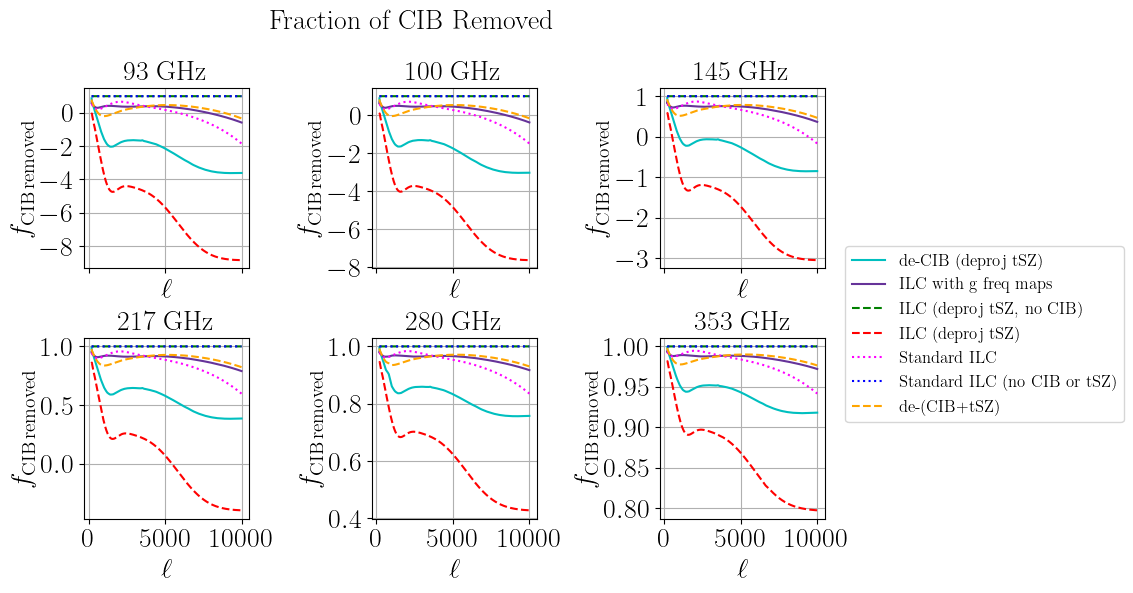 Fraction of CIB Removed
93 GHz
100 GHz
145 GHz
0
−2
−4
−6
−8
f_CIB removed
ℓ
0
−2
−4
−6
−8
f_CIB removed
ℓ
1
0
−1
−2
−3
f_CIB removed
ℓ
217 GHz
280 GHz
353 GHz
1.0
0.5
0.0
f_CIB removed
0 5000 10000
ℓ
1.0
0.8
0.6
0.4
f_CIB removed
0 5000 10000
ℓ
1.00
0.95
0.90
0.85
0.80
f_CIB removed
0 5000 10000
ℓ
de-CIB (deproj tSZ)
ILC with g freq maps
ILC (deproj tSZ, no CIB)
ILC (deproj tSZ)
Standard ILC
Standard ILC (no CIB or tSZ)
de-(CIB+tSZ)